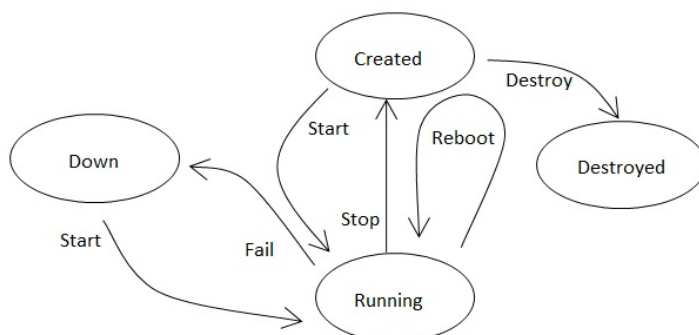 Created
Destroy
Start
Reboot
Down
Destroyed
Stop
Start
Fail
Running